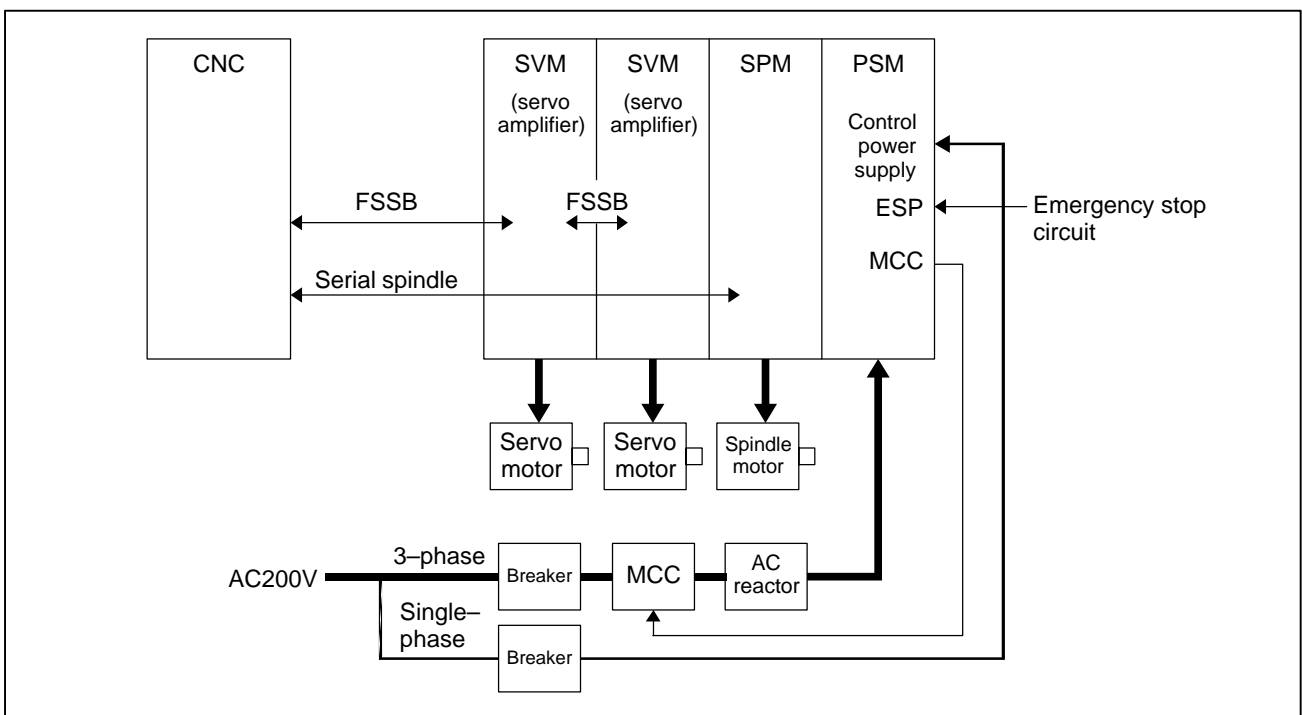 CNC
SVM
(servo
amplifier)
SVM
(servo
amplifier)
SPM
PSM
Control
power
supply
ESP
MCC
FSSB
FSSB
Serial spindle
Emergency stop
circuit
Servo
motor
Servo
motor
Spindle
motor
AC200V
3–phase
Breaker
MCC
AC
reactor
Single–
phase
Breaker